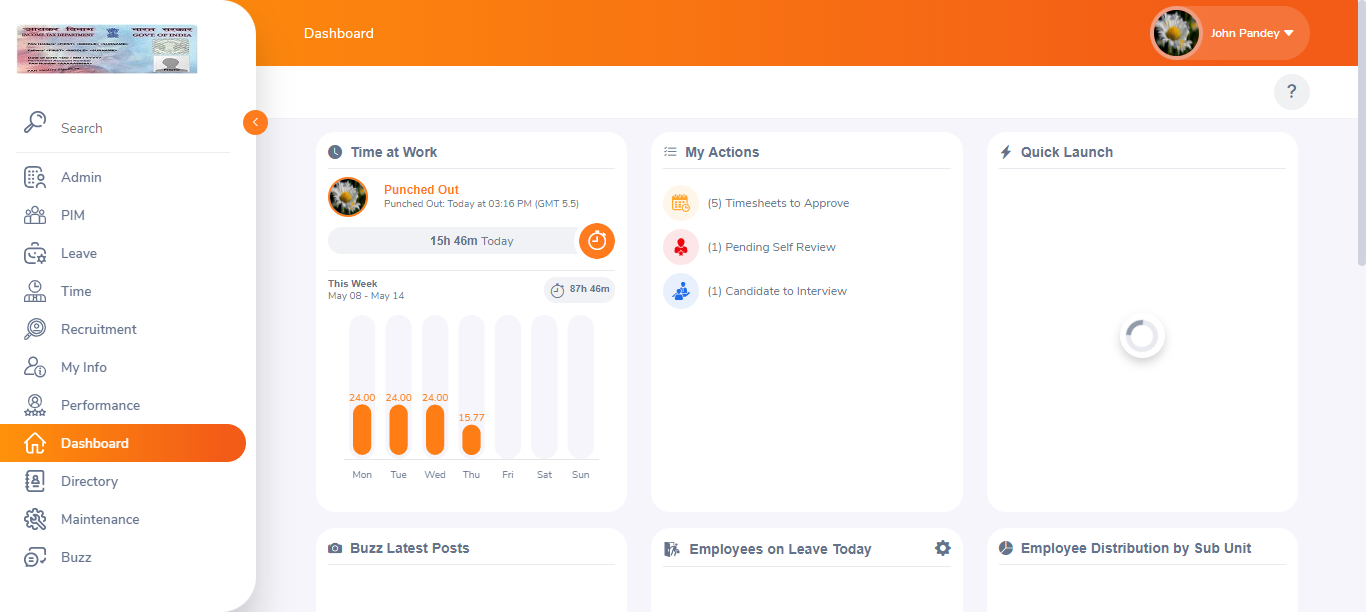 आयकर विभाग
भारत सरकार
INCOME TAX DEPARTMENT
GOVT OF INDIA
Dashboard
John Pandey
?
Search
Admin
PIM
Leave
Time
Recruitment
My Info
Performance
Dashboard
Directory
Maintenance
Buzz
Time at Work
Punched Out
Punched Out: Today at 03:16 PM (GMT 5.5)
15h 46m Today
This Week
May 08 - May 14
87h 46m
24.00 24.00 24.00 15.77
Mon Tue Wed Thu Fri Sat Sun
My Actions
(5) Timesheets to Approve
(1) Pending Self Review
(1) Candidate to Interview
Quick Launch
Buzz Latest Posts
Employees on Leave Today
Employee Distribution by Sub Unit